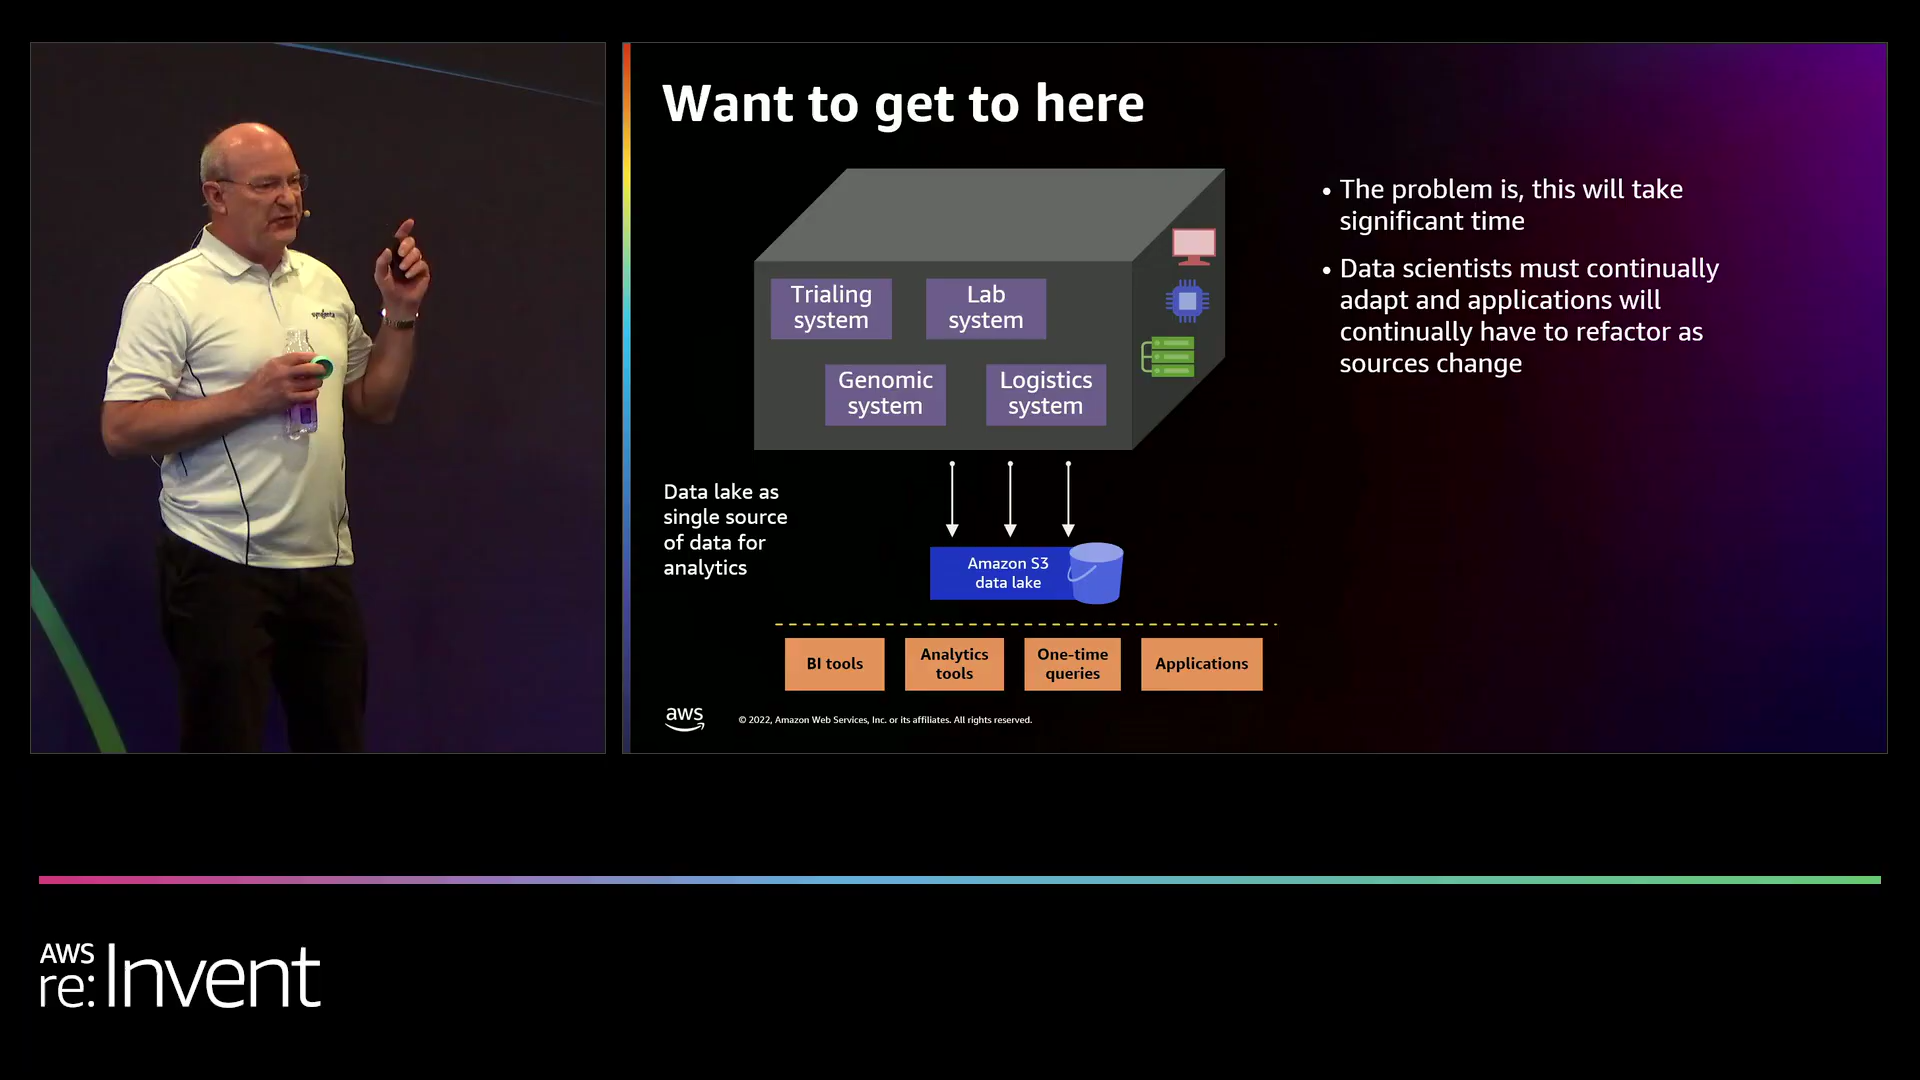 Want to get to here
Trialing
system
Lab
system
Genomic
system
Logistics
system
• The problem is, this will take
significant time
• Data scientists must continually
adapt and applications will
continually have to refactor as
sources change
Data lake as
single source
of data for
analytics
Amazon S3
data lake
BI tools
Analytics
tools
One-time
queries
Applications
aws
© 2022, Amazon Web Services, Inc. or its affiliates. All rights reserved.
syngenta
AWS
re:Invent